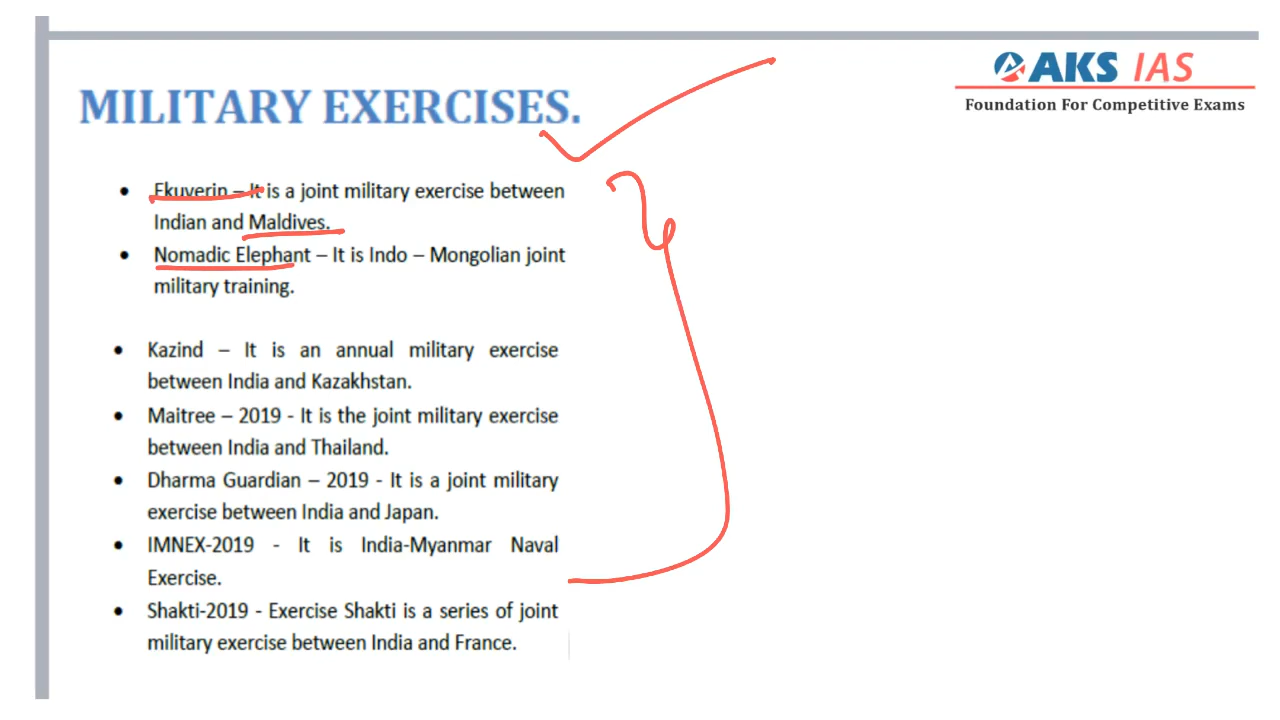 AKS IAS
Foundation For Competitive Exams
MILITARY EXERCISES.
• Ekuverin – It is a joint military exercise between
Indian and Maldives.
• Nomadic Elephant – It is Indo – Mongolian joint
military training.
• Kazind – It is an annual military exercise
between India and Kazakhstan.
• Maitree – 2019 - It is the joint military exercise
between India and Thailand.
• Dharma Guardian – 2019 - It is a joint military
exercise between India and Japan.
• IMNEX-2019 - It is India-Myanmar Naval
Exercise.
• Shakti-2019 - Exercise Shakti is a series of joint
military exercise between India and France.